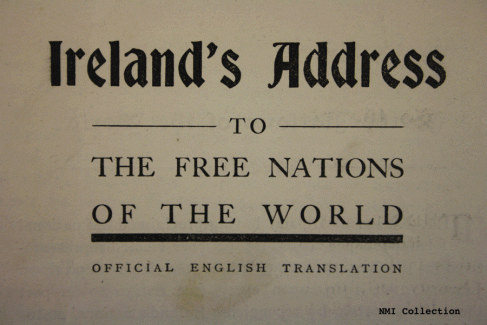 Ireland's Address
TO
THE FREE NATIONS
OF THE WORLD
OFFICIAL ENGLISH TRANSLATION
NMI Collection